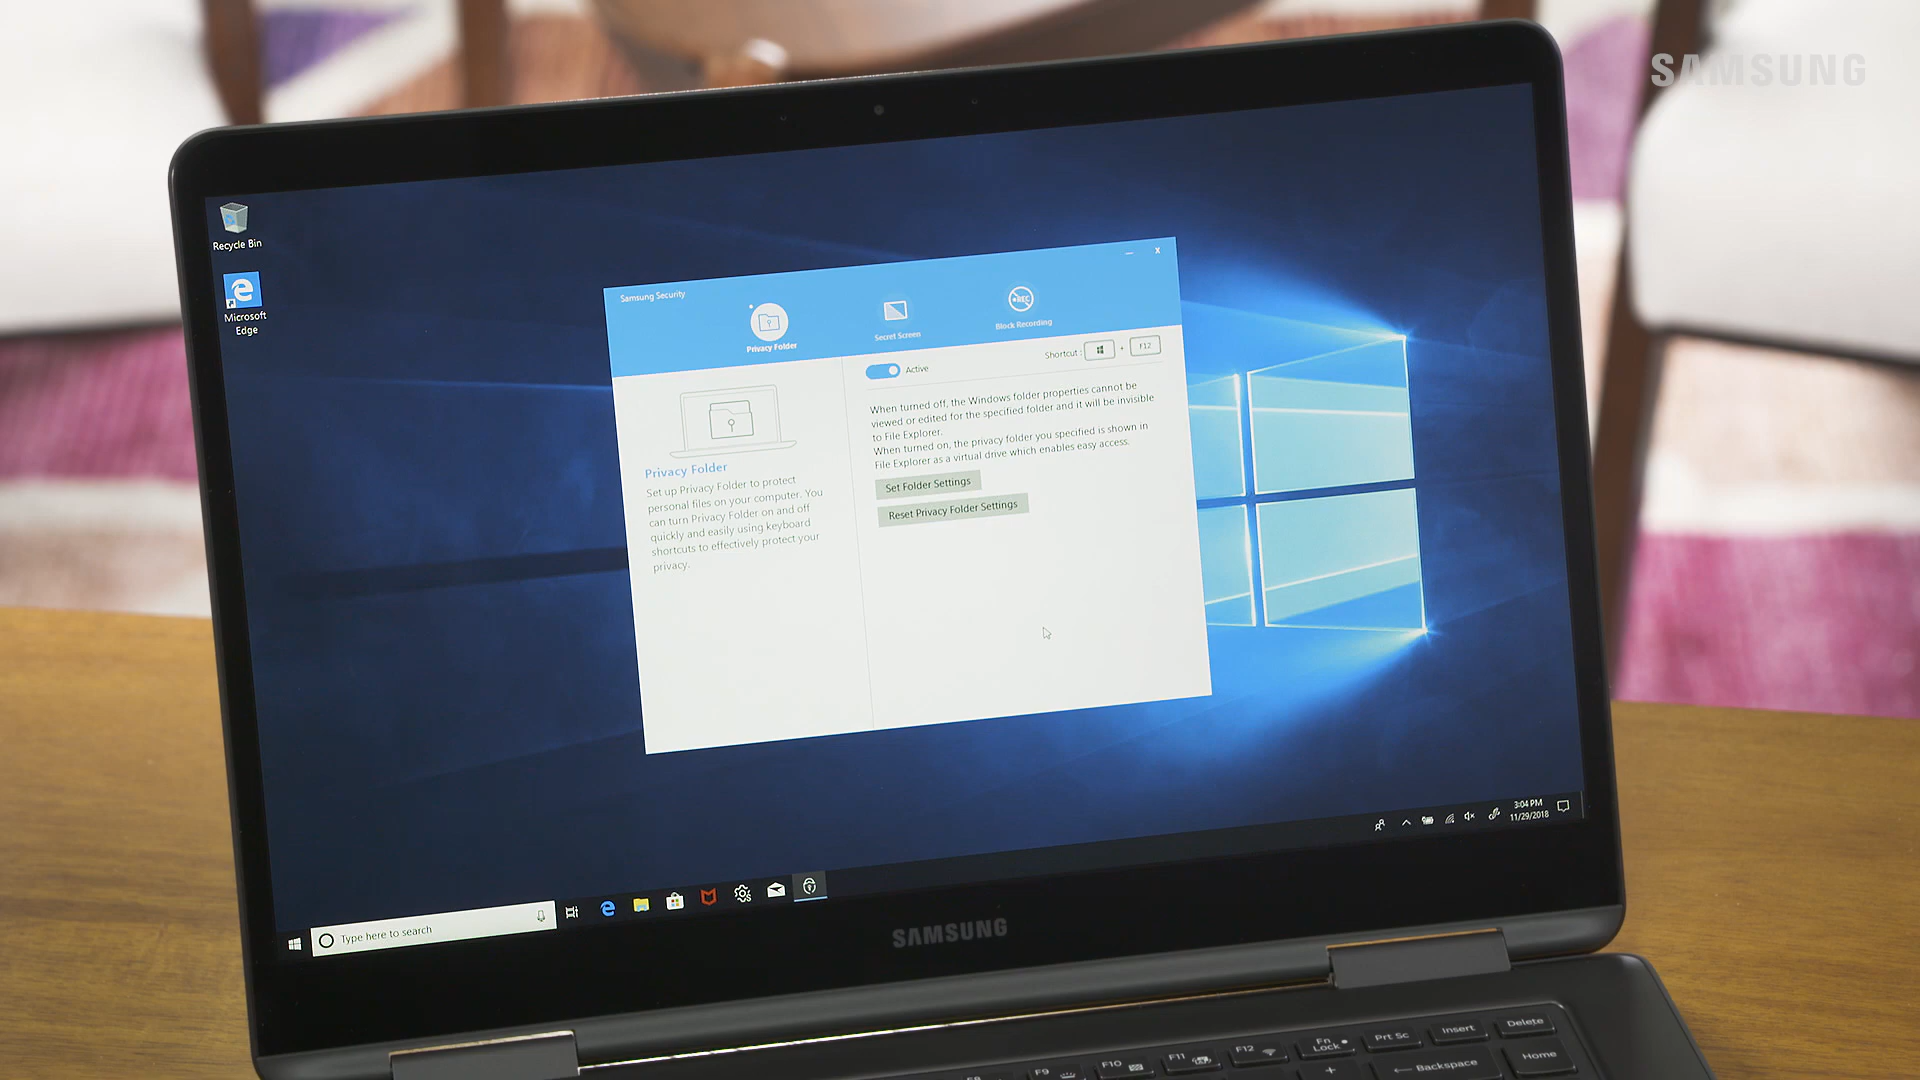 SAMSUNG
Recycle Bin
Microsoft
Edge
Samsung Security
x
Privacy Folder
Secret Screen
REC
Block Recording
Active
Shortcut :
+
F12
When turned off, the Windows folder properties cannot be
viewed or edited for the specified folder and it will be invisible
to File Explorer.
When turned on, the privacy folder you specified is shown in
File Explorer as a virtual drive which enables easy access.
Set Folder Settings
Reset Privacy Folder Settings
Privacy Folder
Set up Privacy Folder to protect
personal files on your computer. You
can turn Privacy Folder on and off
quickly and easily using keyboard
shortcuts to effectively protect your
privacy.
3:04 PM
11/29/2018
Type here to search
SAMSUNG
F9
F10
F11
F12
Fn
Lock
Prt Sc
Insert
Delete
+
Backspace
Home